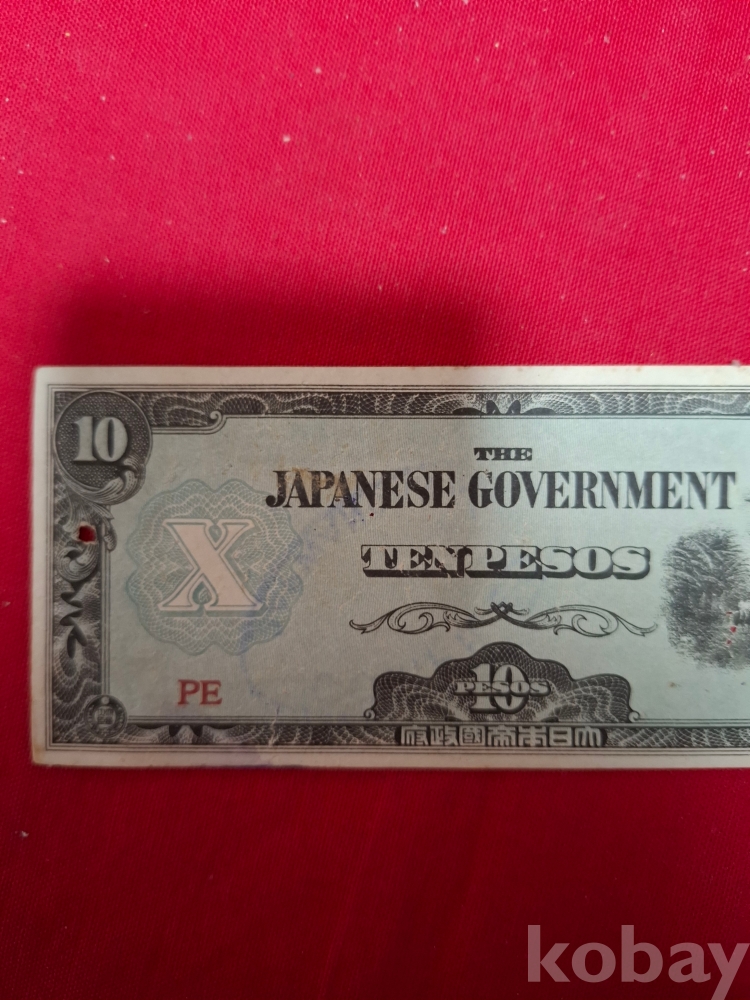 10
THE
JAPANESE GOVERNMENT
X
TEN PESOS
PE
10
PESOS
府政國帝本日大
kobay